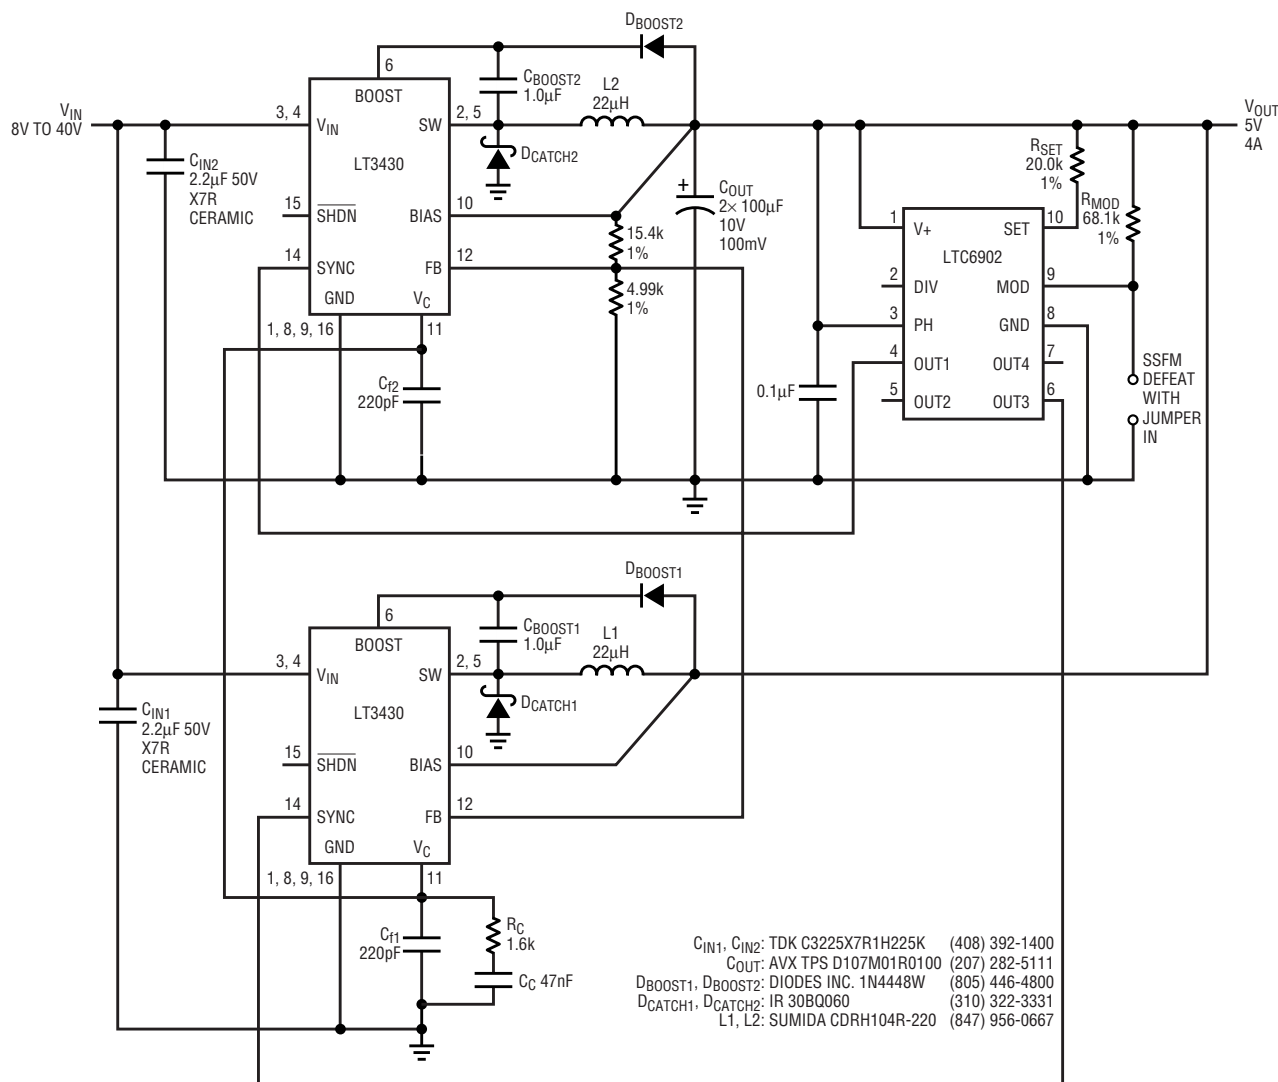 DBOOST2
6
CBOOST2
1.0µF
L2
22µH
BOOST
VIN
8V TO 40V
3, 4
VIN
SW
2, 5
VOUT
5V
4A
CIN2
2.2µF 50V
X7R
CERAMIC
LT3430
DCATCH2
15
SHDN
BIAS
10
14
SYNC
FB
12
GND
VC
1, 8, 9, 16
11
15.4k
1%
4.99k
1%
+
COUT
2× 100µF
10V
100mV
Cf2
220pF
RSET
20.0k
1%
RMOD
68.1k
1%
1
V+
SET
10
LTC6902
2
DIV
MOD
9
3
PH
GND
8
4
OUT1
OUT4
7
5
OUT2
OUT3
6
0.1µF
SSFM
DEFEAT
WITH
JUMPER
IN
DBOOST1
6
CBOOST1
1.0µF
L1
22µH
BOOST
3, 4
VIN
SW
2, 5
CIN1
2.2µF 50V
X7R
CERAMIC
LT3430
DCATCH1
15
SHDN
BIAS
10
14
SYNC
FB
12
GND
VC
1, 8, 9, 16
11
Cf1
220pF
RC
1.6k
CC 47nF
CIN1, CIN2: TDK C3225X7R1H225K (408) 392-1400
COUT: AVX TPS D107M01R0100 (207) 282-5111
DBOOST1, DBOOST2: DIODES INC. 1N4448W (805) 446-4800
DCATCH1, DCATCH2: IR 30BQ060 (310) 322-3331
L1, L2: SUMIDA CDRH104R-220 (847) 956-0667